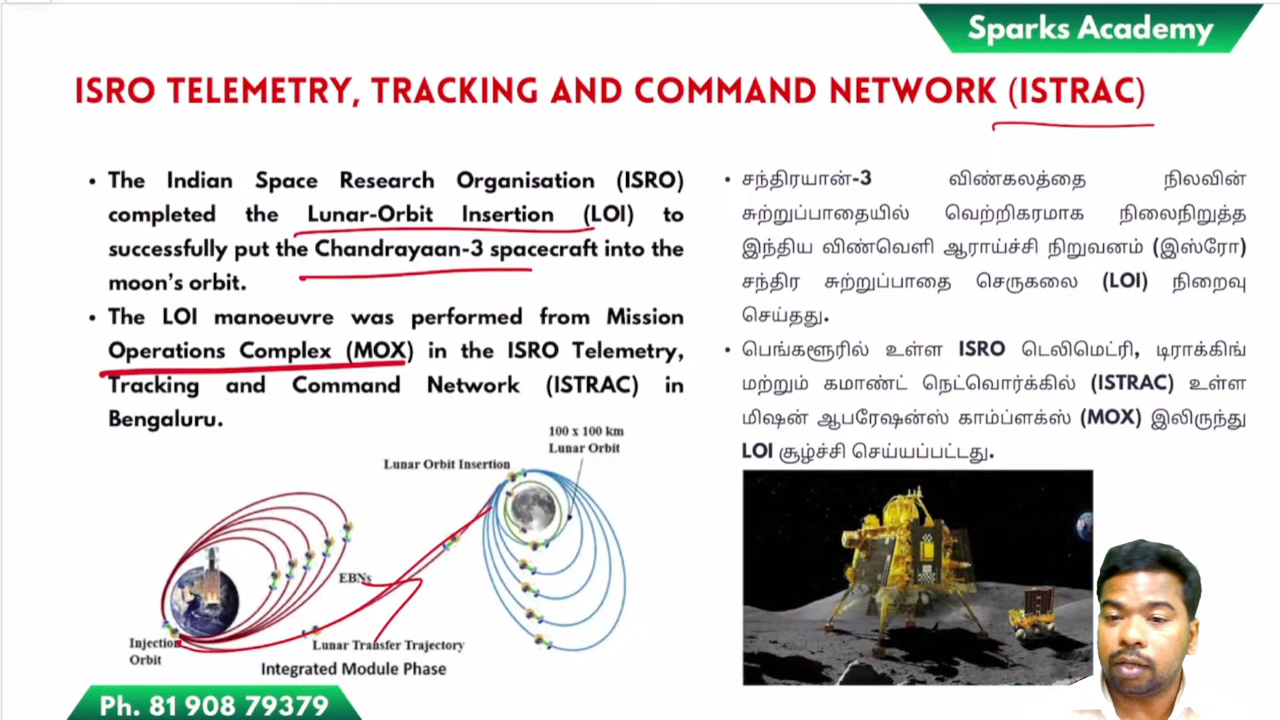 Sparks Academy
ISRO TELEMETRY, TRACKING AND COMMAND NETWORK (ISTRAC)
• The Indian Space Research Organisation (ISRO)
completed the Lunar-Orbit Insertion (LOI) to
successfully put the Chandrayaan-3 spacecraft into the
moon's orbit.
• The LOI manoeuvre was performed from Mission
Operations Complex (MOX) in the ISRO Telemetry,
Tracking and Command Network (ISTRAC) in
Bengaluru.
• சந்திரயான்-3 விண்கலத்தை நிலவின்
சுற்றுப்பாதையில் வெற்றிகரமாக நிலைநிறுத்த
இந்திய விண்வெளி ஆராய்ச்சி நிறுவனம் (இஸ்ரோ)
சந்திர சுற்றுப்பாதை செருகலை (LOI) நிறைவு
செய்தது.
• பெங்களூரில் உள்ள ISRO டெலிமெட்ரி, டிராக்கிங்
மற்றும் கமாண்ட் நெட்வொர்க்கில் (ISTRAC) உள்ள
மிஷன் ஆபரேஷன்ஸ் காம்ப்ளக்ஸ் (MOX) இலிருந்து
LOI சூழ்ச்சி செய்யப்பட்டது.
100 x 100 km
Lunar Orbit
Lunar Orbit Insertion
EBNs
Injection
Orbit
Lunar Transfer Trajectory
Integrated Module Phase
Ph. 81 908 79379